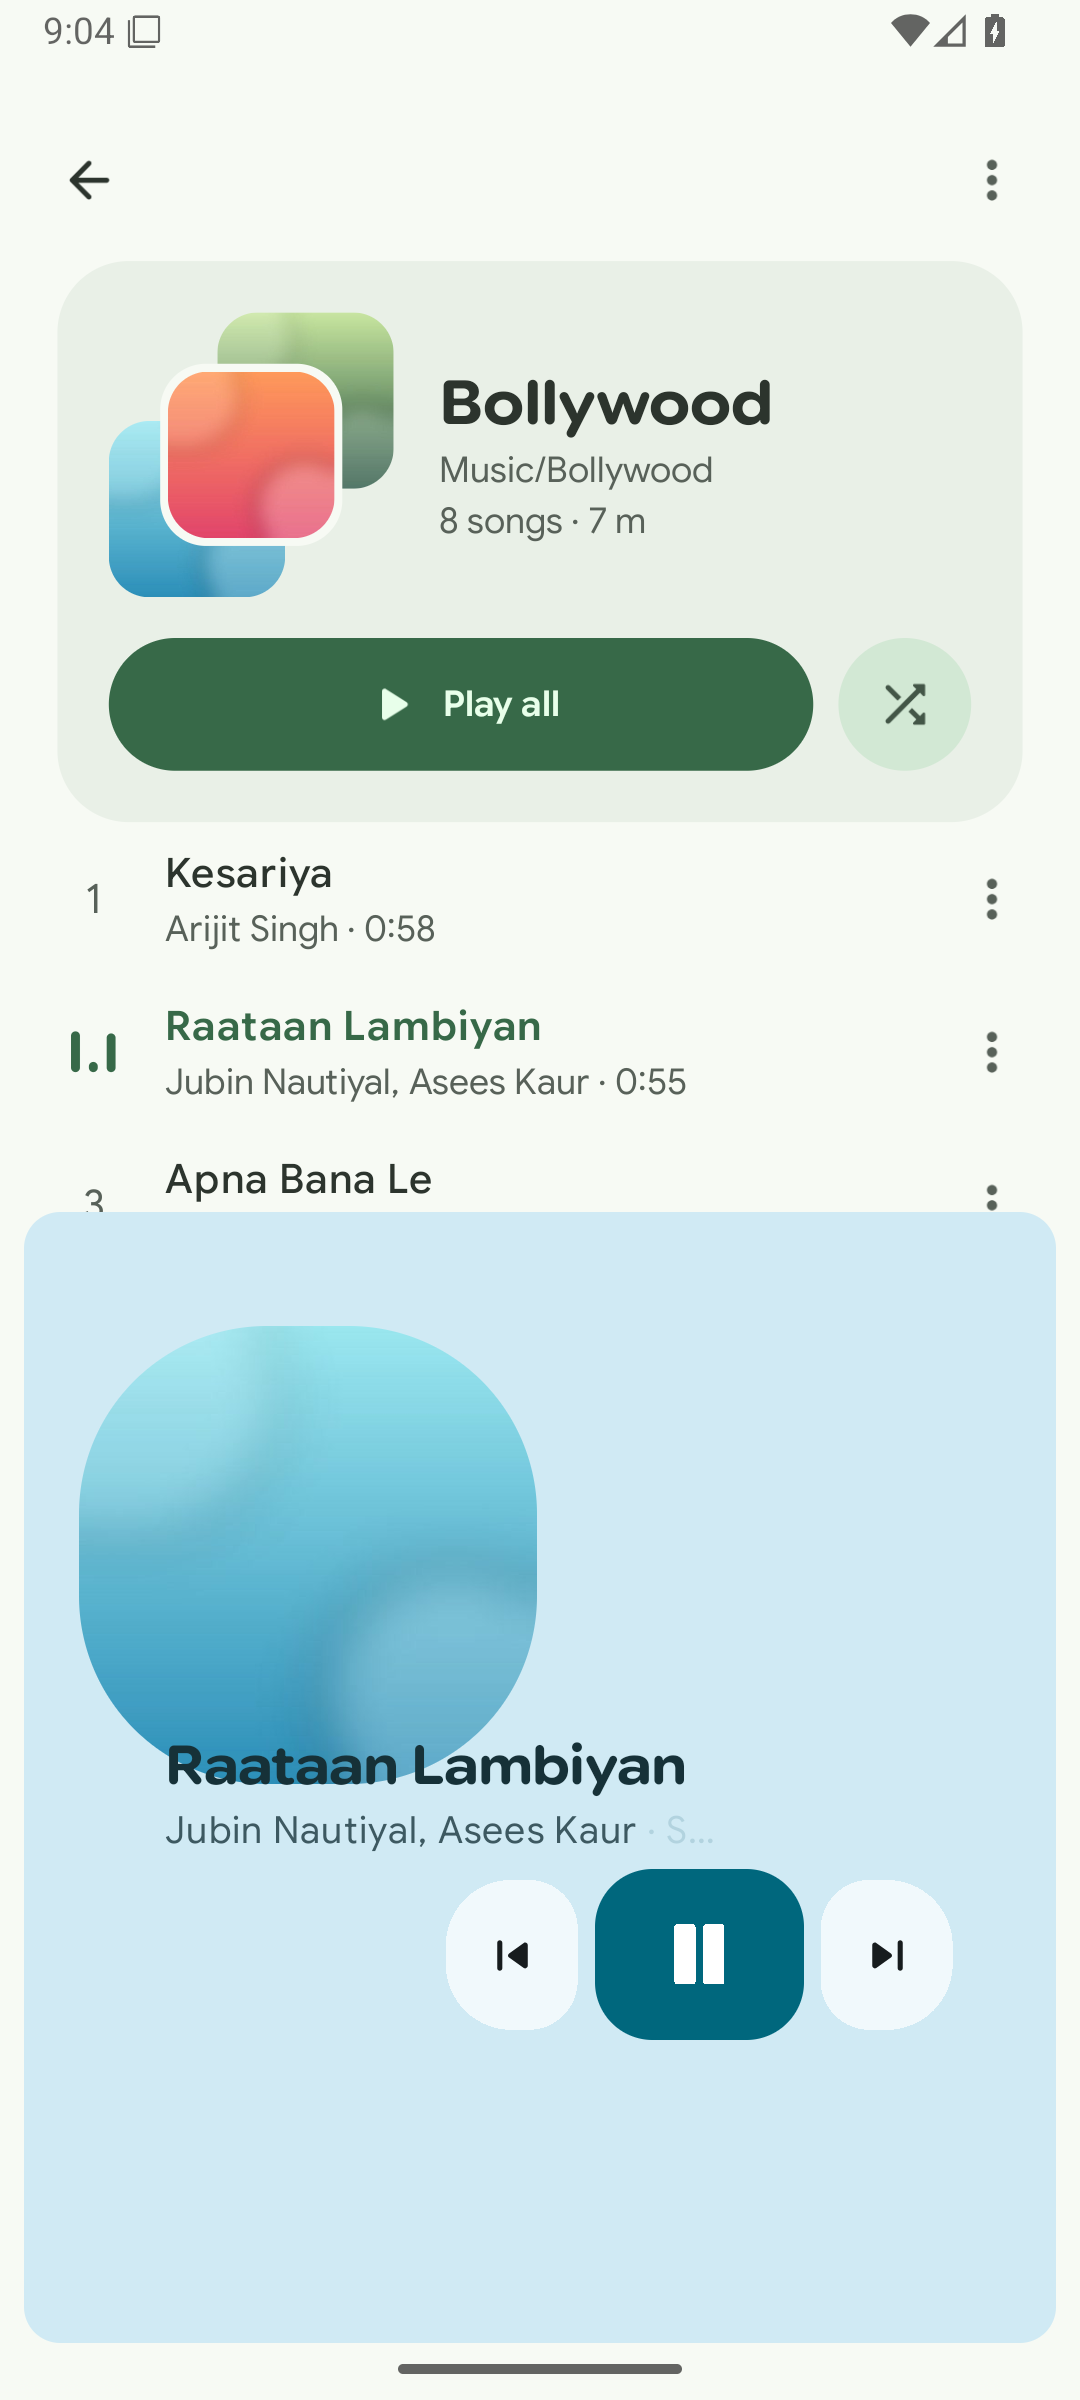 9:04
Bollywood
Music/Bollywood
8 songs · 7 m
Play all
1
Kesariya
Arijit Singh · 0:58
Raataan Lambiyan
Jubin Nautiyal, Asees Kaur · 0:55
3
Apna Bana Le
Raataan Lambiyan
Jubin Nautiyal, Asees Kaur · S...